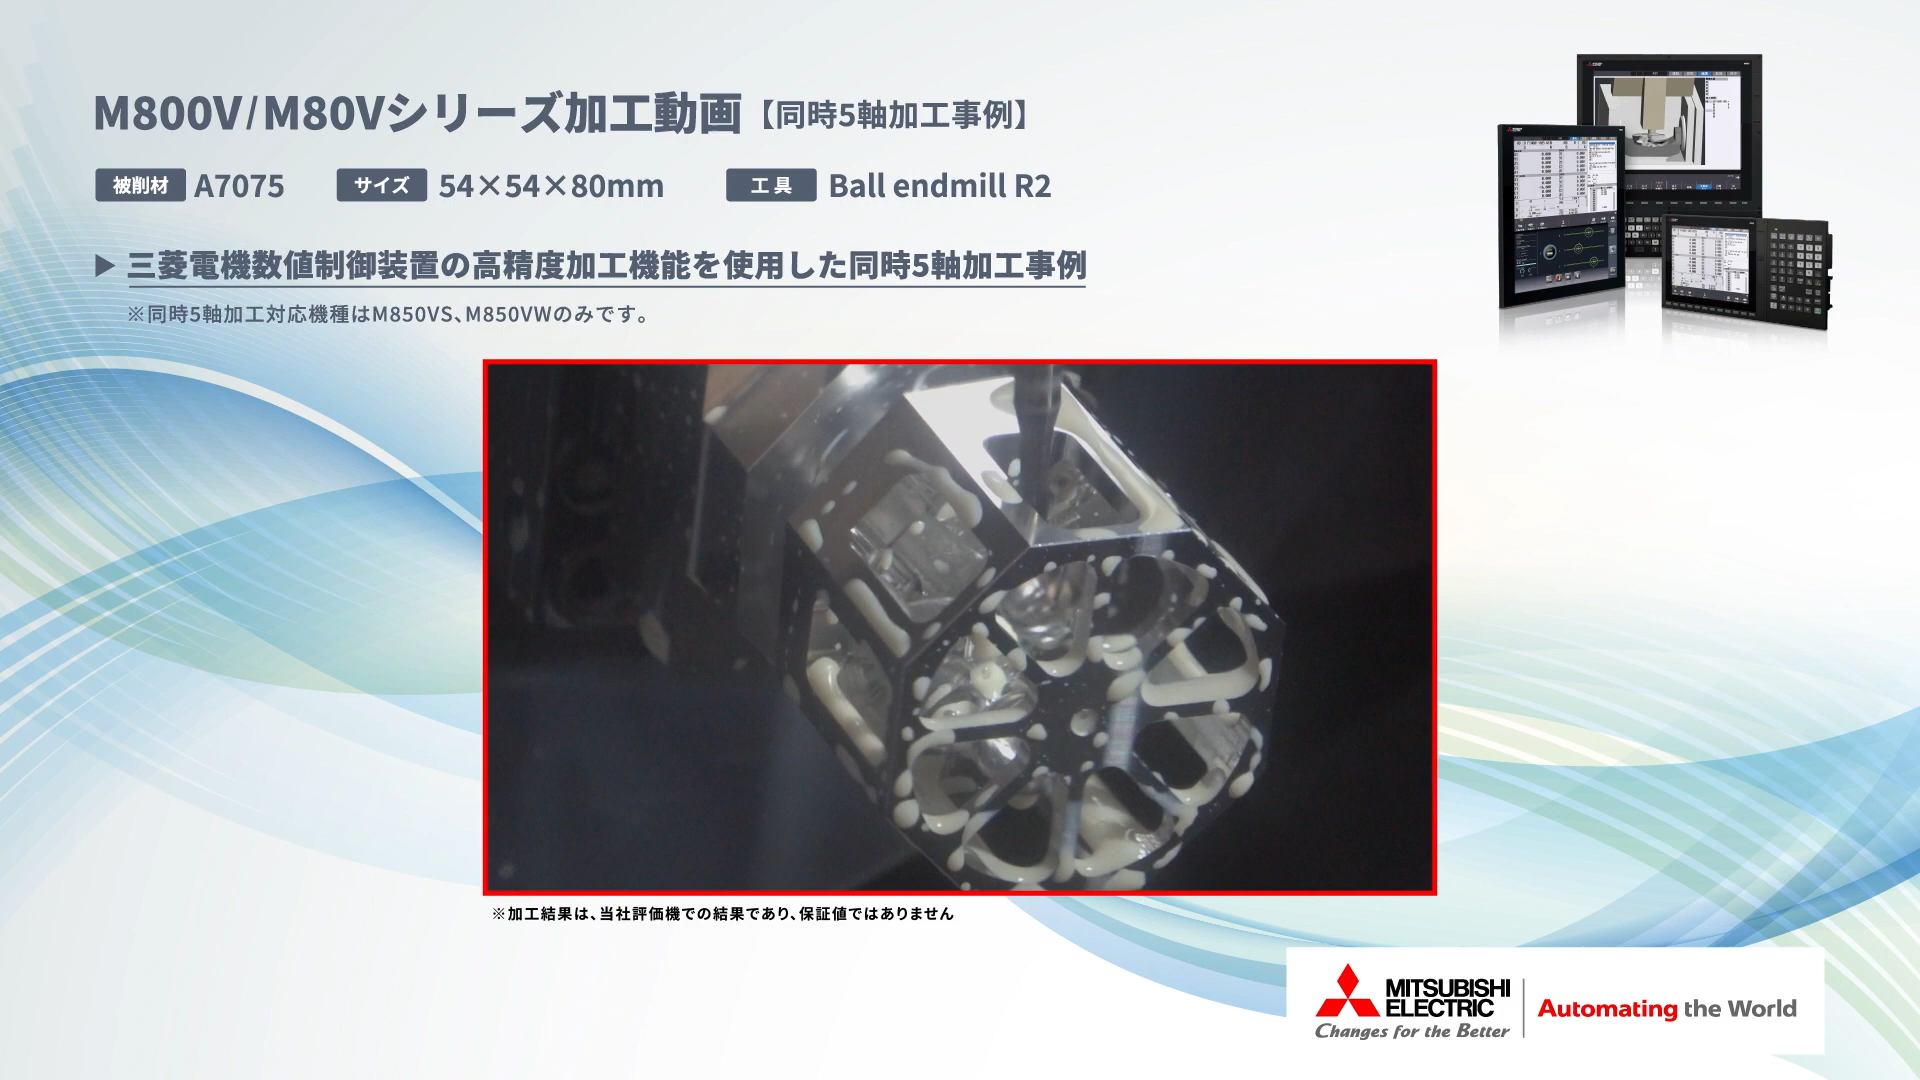 M800V/M80Vシリーズ加工動画【同時5軸加工事例】
被削材 A7075 サイズ 54×54×80mm 工具 Ball endmill R2
▶ 三菱電機数値制御装置の高精度加工機能を使用した同時5軸加工事例
※同時5軸加工対応機種はM850VS、M850VWのみです。
※加工結果は、当社評価機での結果であり、保証値ではありません
MITSUBISHI
ELECTRIC
Changes for the Better
Automating the World